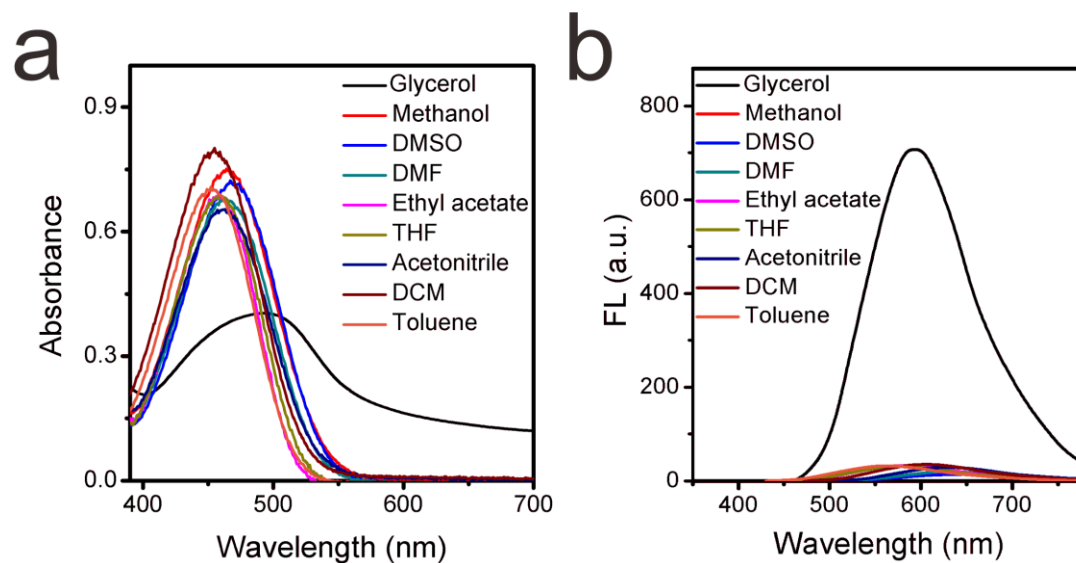 a
Absorbance
0.9
0.6
0.3
0.0
Glycerol
Methanol
DMSO
DMF
Ethyl acetate
THF
Acetonitrile
DCM
Toluene
400 500 600 700
Wavelength (nm)
b
FL (a.u.)
800
600
400
200
0
Glycerol
Methanol
DMSO
DMF
Ethyl acetate
THF
Acetonitrile
DCM
Toluene
400 500 600 700
Wavelength (nm)